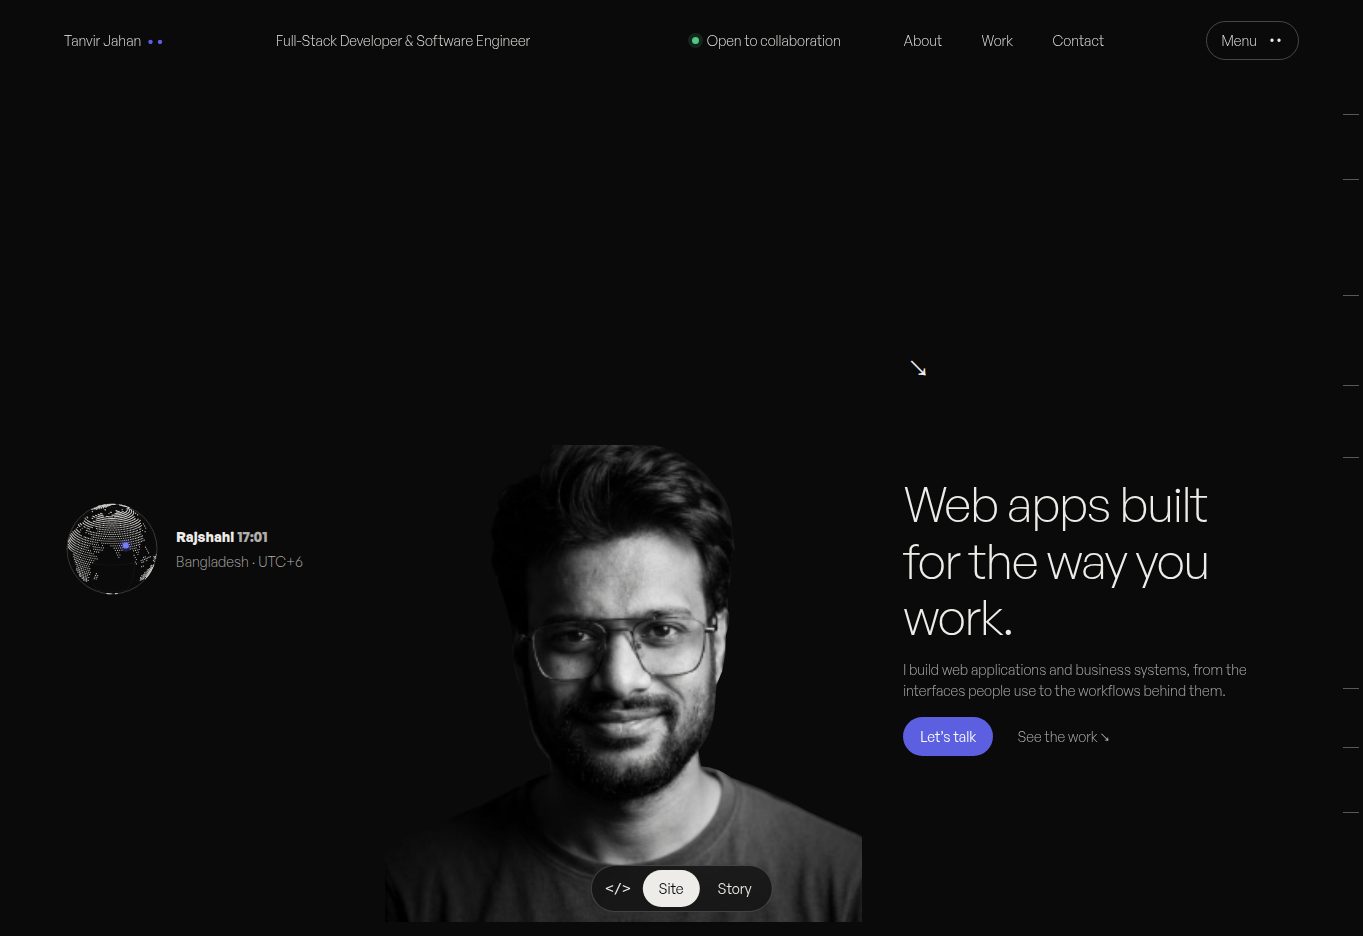 Tanvir Jahan
Full-Stack Developer & Software Engineer
Open to collaboration
About
Work
Contact
Menu
↘
Rajshahi 17:01
Bangladesh · UTC+6
Web apps built
for the way you
work.
I build web applications and business systems, from the
interfaces people use to the workflows behind them.
Let's talk
See the work ↘
</>
Site
Story